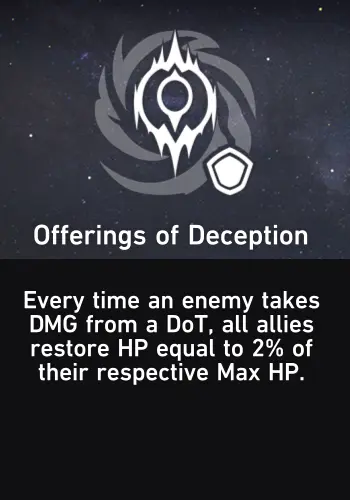 Offerings of Deception
Every time an enemy takes
DMG from a DoT, all allies
restore HP equal to 2% of
their respective Max HP.